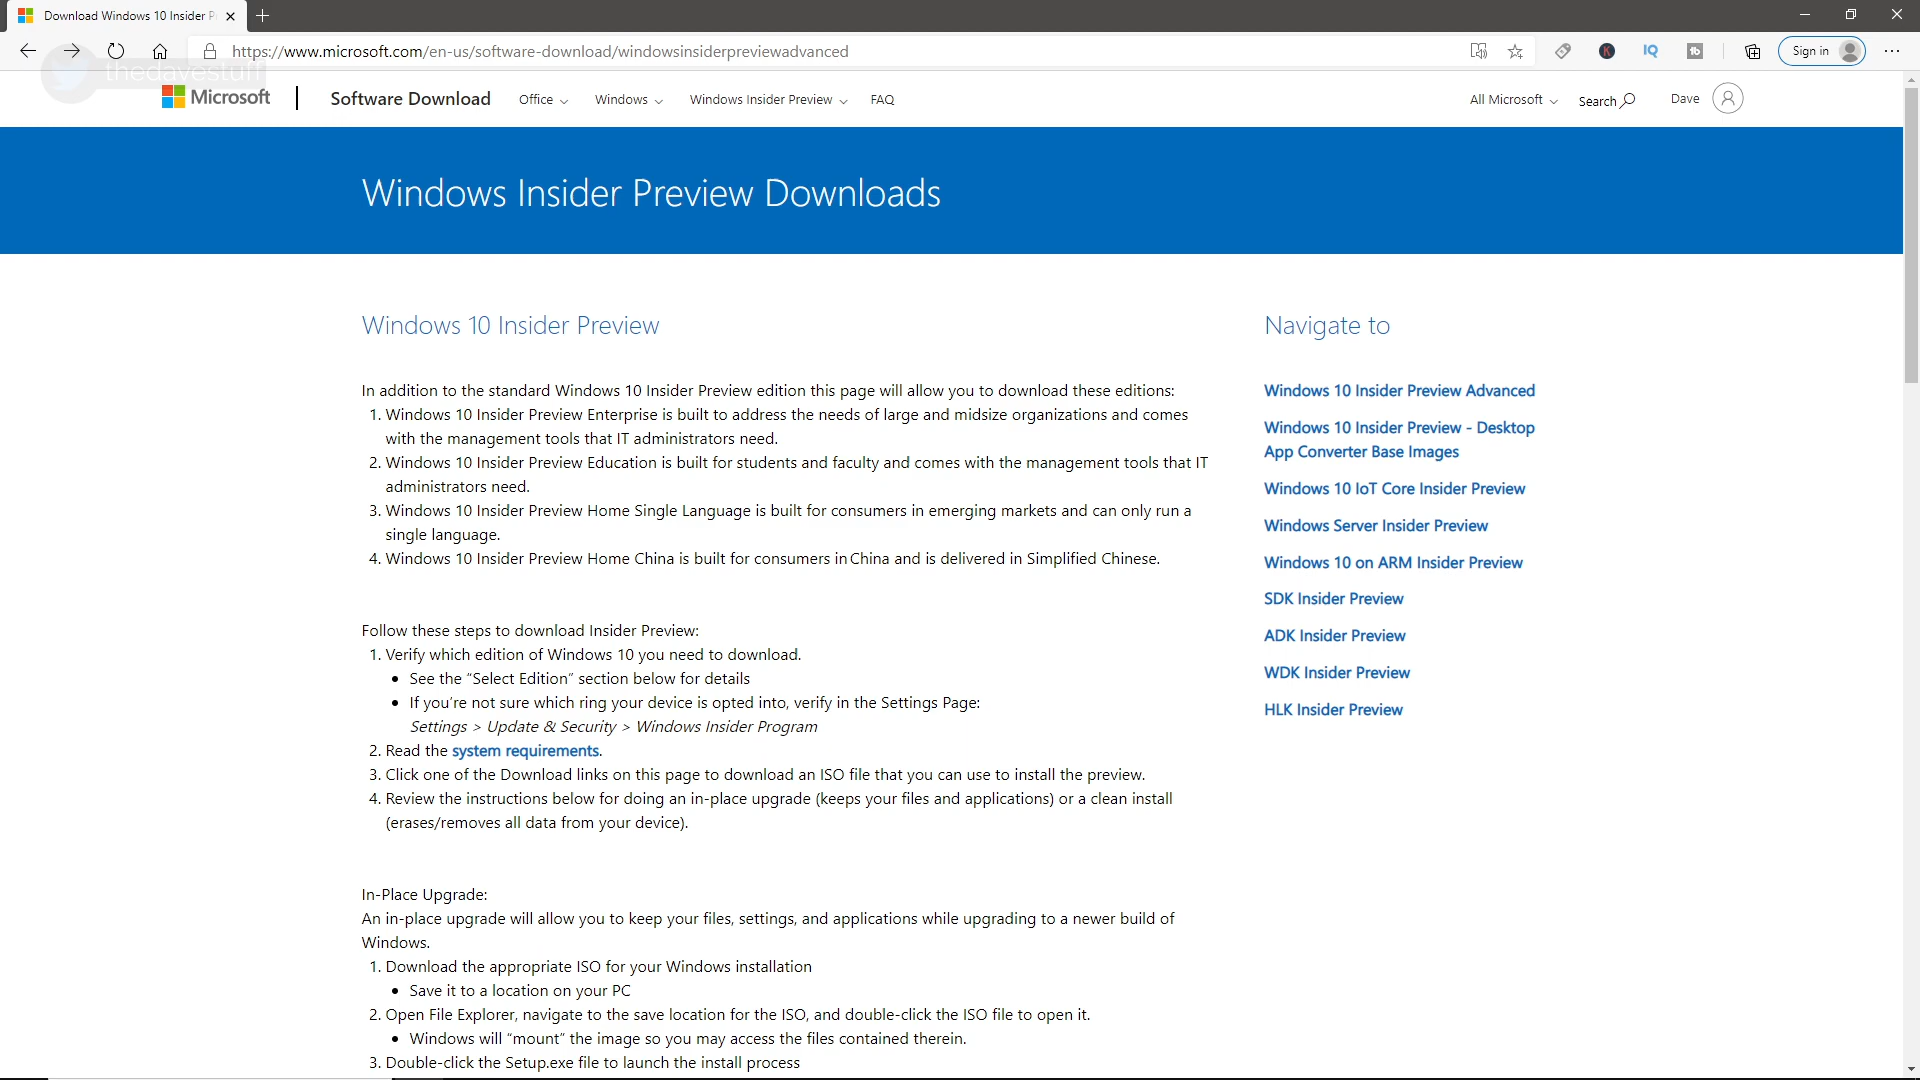 Download Windows 10 Insider P
https://www.microsoft.com/en-us/software-download/windowsinsiderpreviewadvanced
K
IQ
tb
Sign in
thedavestuff
Microsoft
Software Download
Office
Windows
Windows Insider Preview
FAQ
All Microsoft
Search
Dave
Windows Insider Preview Downloads
Windows 10 Insider Preview
In addition to the standard Windows 10 Insider Preview edition this page will allow you to download these editions:
1. Windows 10 Insider Preview Enterprise is built to address the needs of large and midsize organizations and comes
with the management tools that IT administrators need.
2. Windows 10 Insider Preview Education is built for students and faculty and comes with the management tools that IT
administrators need.
3. Windows 10 Insider Preview Home Single Language is built for consumers in emerging markets and can only run a
single language.
4. Windows 10 Insider Preview Home China is built for consumers in China and is delivered in Simplified Chinese.
Follow these steps to download Insider Preview:
1. Verify which edition of Windows 10 you need to download.
• See the "Select Edition" section below for details
• If you're not sure which ring your device is opted into, verify in the Settings Page:
Settings > Update & Security > Windows Insider Program
2. Read the system requirements.
3. Click one of the Download links on this page to download an ISO file that you can use to install the preview.
4. Review the instructions below for doing an in-place upgrade (keeps your files and applications) or a clean install
(erases/removes all data from your device).
In-Place Upgrade:
An in-place upgrade will allow you to keep your files, settings, and applications while upgrading to a newer build of
Windows.
1. Download the appropriate ISO for your Windows installation
• Save it to a location on your PC
2. Open File Explorer, navigate to the save location for the ISO, and double-click the ISO file to open it.
• Windows will "mount" the image so you may access the files contained therein.
3. Double-click the Setup.exe file to launch the install process
Navigate to
Windows 10 Insider Preview Advanced
Windows 10 Insider Preview - Desktop
App Converter Base Images
Windows 10 IoT Core Insider Preview
Windows Server Insider Preview
Windows 10 on ARM Insider Preview
SDK Insider Preview
ADK Insider Preview
WDK Insider Preview
HLK Insider Preview